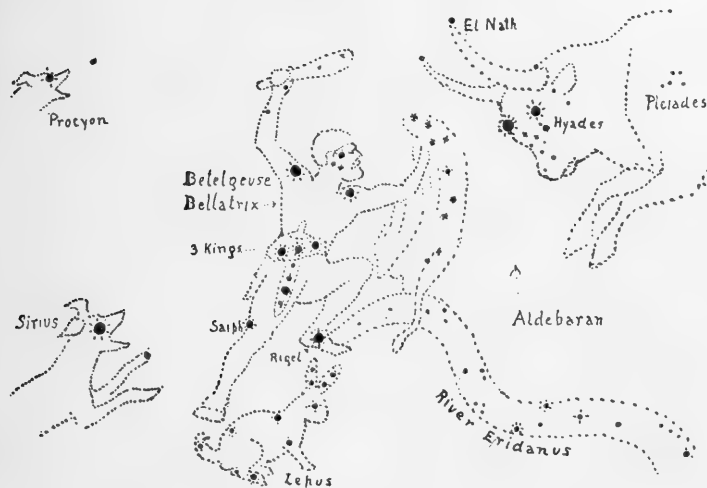 El Nath
Procyon
Hyades
Pleiades
Betelgeuse
Bellatrix
3 Kings
Sirius
Saiph
Rigel
Aldebaran
River Eridanus
Lepus